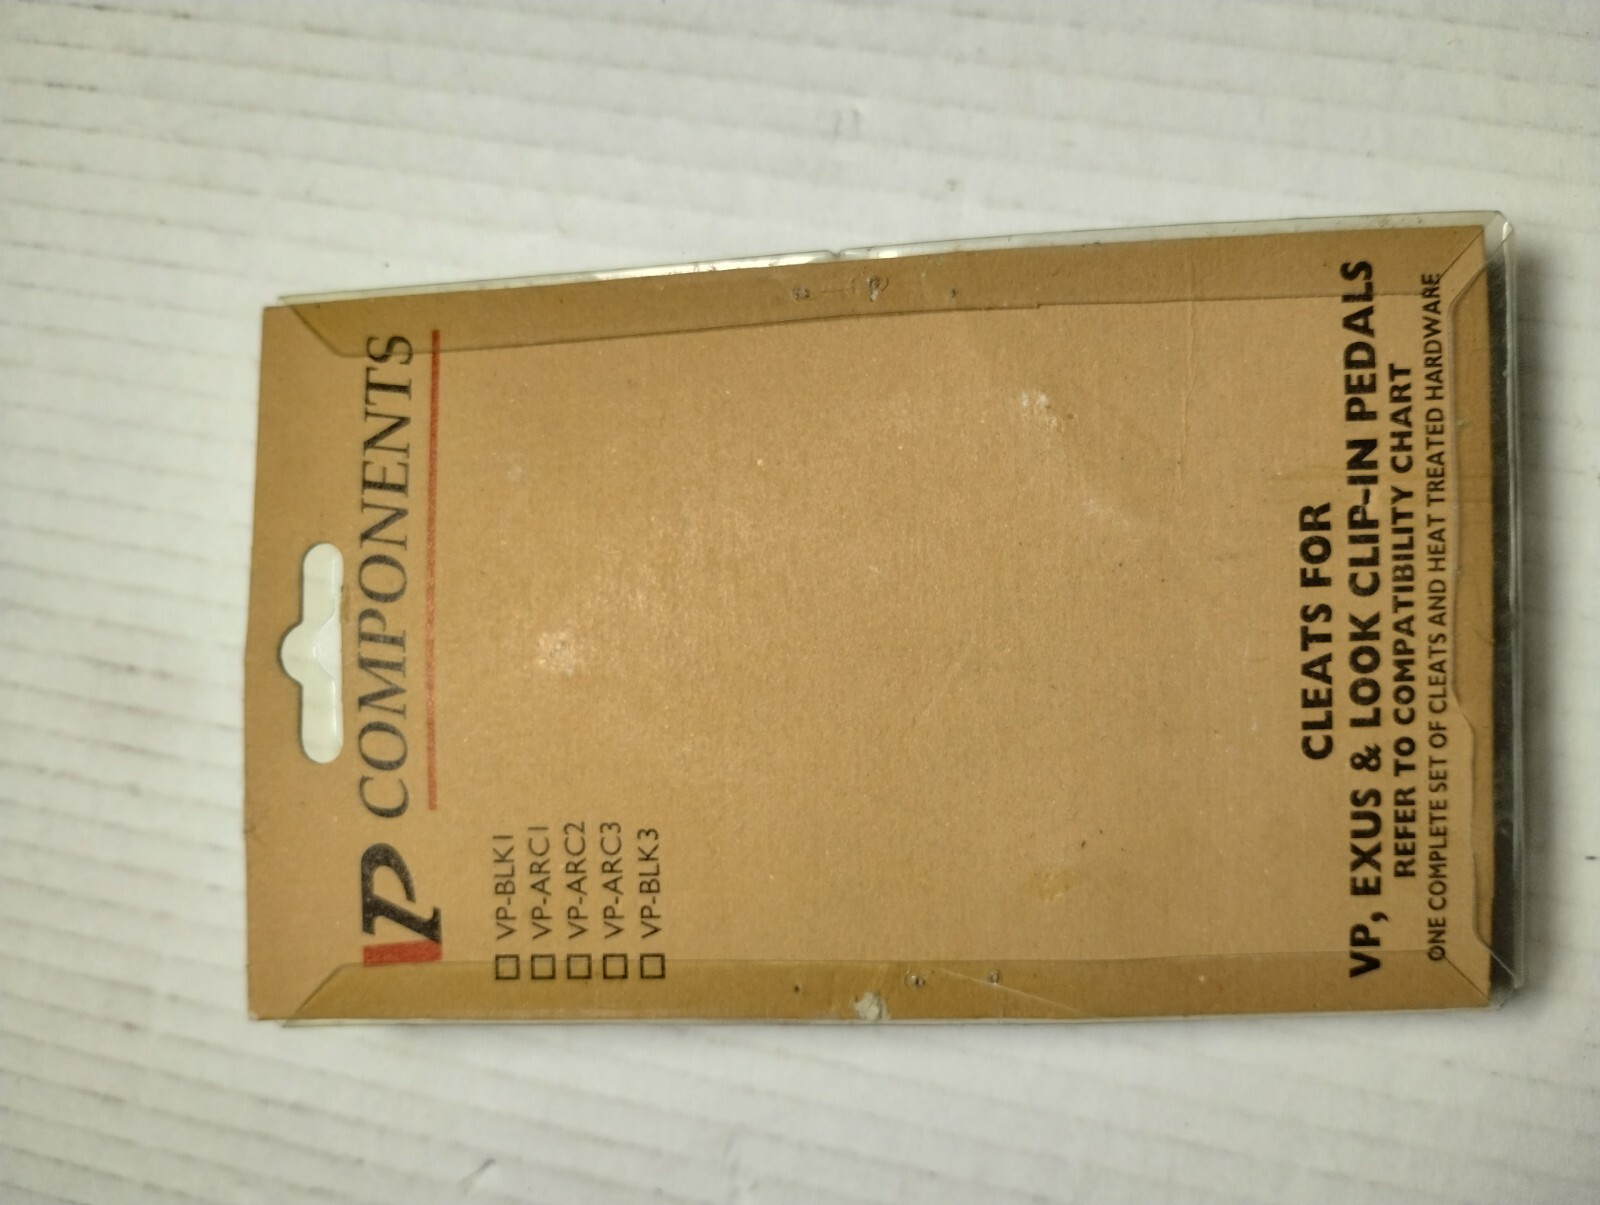 VP COMPONENTS
☐ VP-BLK1
☐ VP-ARC1
☐ VP-ARC2
☐ VP-ARC3
☐ VP-BLK3
CLEATS FOR
VP, EXUS & LOOK CLIP-IN PEDALS
REFER TO COMPATIBILITY CHART
ONE COMPLETE SET OF CLEATS AND HEAT TREATED HARDWARE